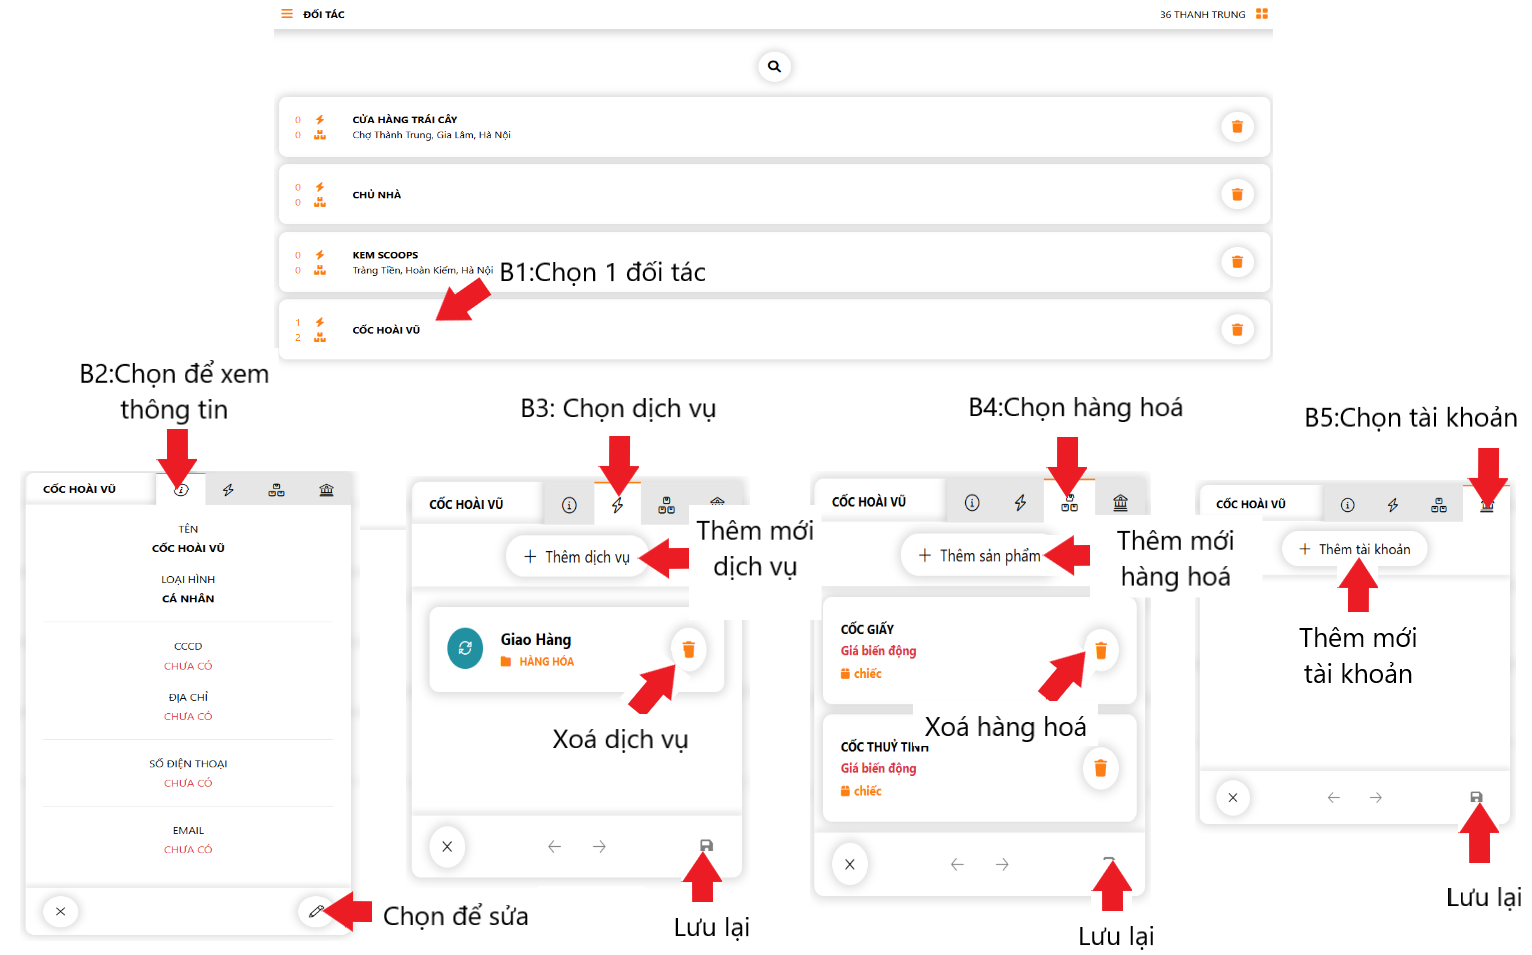 ĐỐI TÁC
36 THANH TRUNG
0
0
CỬA HÀNG TRÁI CÂY
Chợ Thành Trung, Gia Lâm, Hà Nội
0
0
CHỦ NHÀ
0
0
KEM SCOOPS
Tràng Tiền, Hoàn Kiếm, Hà Nội
B1:Chọn 1 đối tác
1
2
CỐC HOÀI VŨ
B2:Chọn để xem
thông tin
CỐC HOÀI VŨ
TÊN
CỐC HOÀI VŨ
LOẠI HÌNH
CÁ NHÂN
CCCD
CHƯA CÓ
ĐỊA CHỈ
CHƯA CÓ
SỐ ĐIỆN THOẠI
CHƯA CÓ
EMAIL
CHƯA CÓ
Chọn để sửa
B3: Chọn dịch vụ
CỐC HOÀI VŨ
+ Thêm dịch vụ
Thêm mới
dịch vụ
Giao Hàng
HÀNG HÓA
Xoá dịch vụ
Lưu lại
B4:Chọn hàng hoá
CỐC HOÀI VŨ
+ Thêm sản phẩm
Thêm mới
hàng hoá
CỐC GIẤY
Giá biến động
chiếc
Xoá hàng hoá
CỐC THUỶ TINH
Giá biến động
chiếc
Lưu lại
B5:Chọn tài khoản
CỐC HOÀI VŨ
+ Thêm tài khoản
Thêm mới
tài khoản
Lưu lại